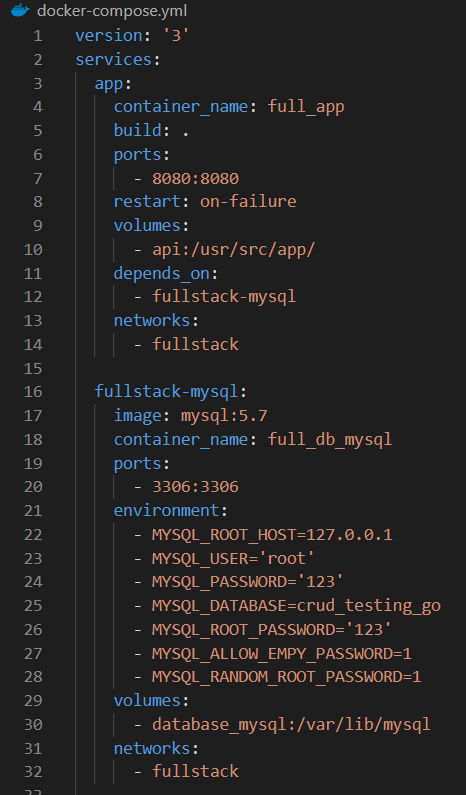 docker-compose.yml
1 version: '3'
2 services:
3   app:
4     container_name: full_app
5     build: .
6     ports:
7       - 8080:8080
8     restart: on-failure
9     volumes:
10       - api:/usr/src/app/
11     depends_on:
12       - fullstack-mysql
13     networks:
14       - fullstack
15
16   fullstack-mysql:
17     image: mysql:5.7
18     container_name: full_db_mysql
19     ports:
20       - 3306:3306
21     environment:
22       - MYSQL_ROOT_HOST=127.0.0.1
23       - MYSQL_USER='root'
24       - MYSQL_PASSWORD='123'
25       - MYSQL_DATABASE=crud_testing_go
26       - MYSQL_ROOT_PASSWORD='123'
27       - MYSQL_ALLOW_EMPY_PASSWORD=1
28       - MYSQL_RANDOM_ROOT_PASSWORD=1
29     volumes:
30       - database_mysql:/var/lib/mysql
31     networks:
32       - fullstack